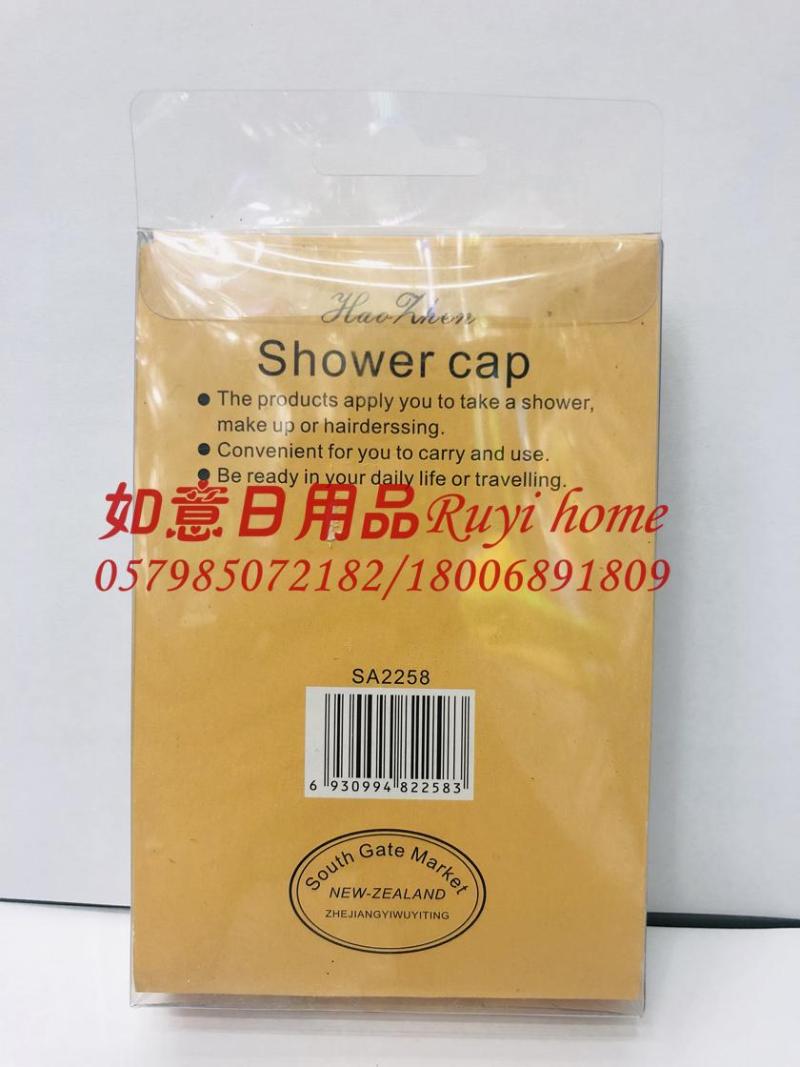 HaoZhen
Shower cap
● The products apply you to take a shower,
make up or hairderssing.
● Convenient for you to carry and use.
● Be ready in your daily life or travelling.
如意日用品Ruyi home
057985072182/18006891809
SA2258
6 930994 822583
South Gate Market
NEW-ZEALAND
ZHEJIANGYIWUYITING